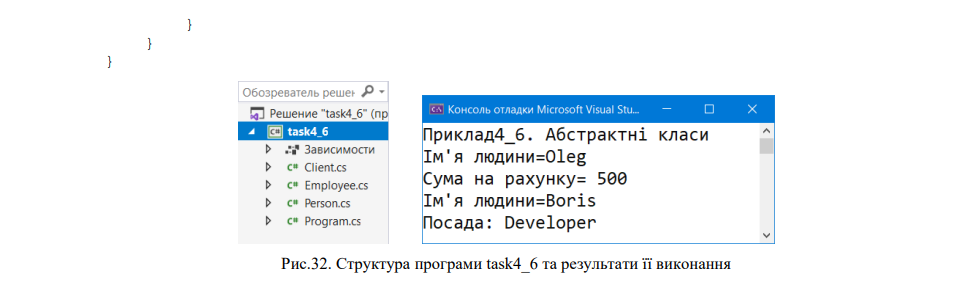 }
}
}
Обозреватель решен
Решение "task4_6" (пр
C# task4_6
Зависимости
C# Client.cs
C# Employee.cs
C# Person.cs
C# Program.cs
Консоль отладки Microsoft Visual Stu...
Приклад4_6. Абстрактні класи
Ім'я людини=Oleg
Сума на рахунку= 500
Ім'я людини=Boris
Посада: Developer
Рис.32. Структура програми task4_6 та результати її виконання